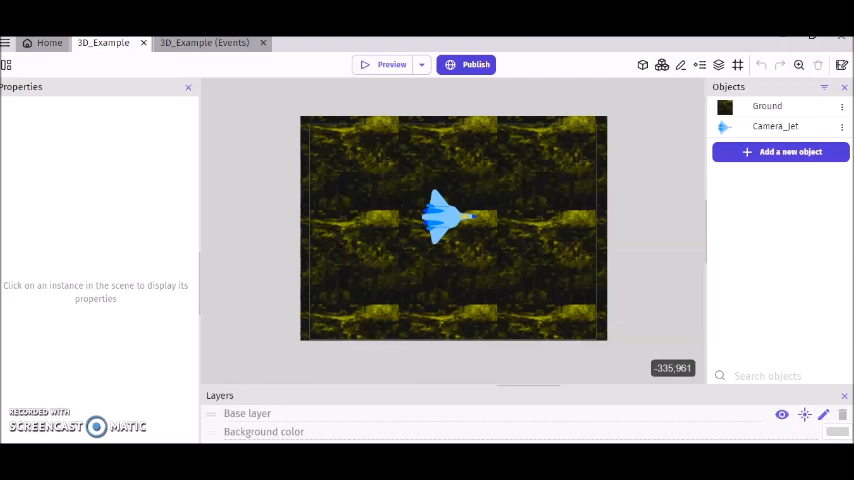 Home
3D_Example
3D_Example (Events)
Preview
Publish
Properties
Objects
Ground
Camera_Jet
Add a new object
Click on an instance in the scene to display its
properties
-335;961
Search objects
Layers
Base layer
Background color
RECORDED WITH
SCREENCAST MATIC